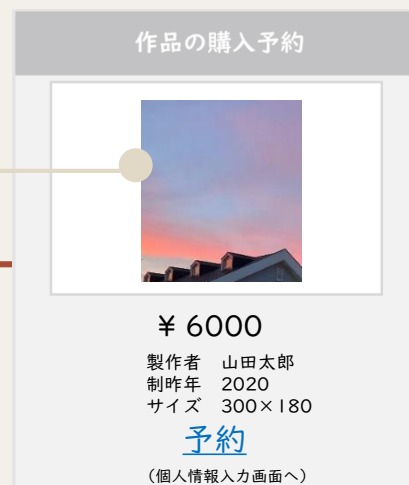 作品の購入予約
¥ 6000
製作者　山田太郎
制昨年　2020
サイズ　300×180
予約
（個人情報入力画面へ）